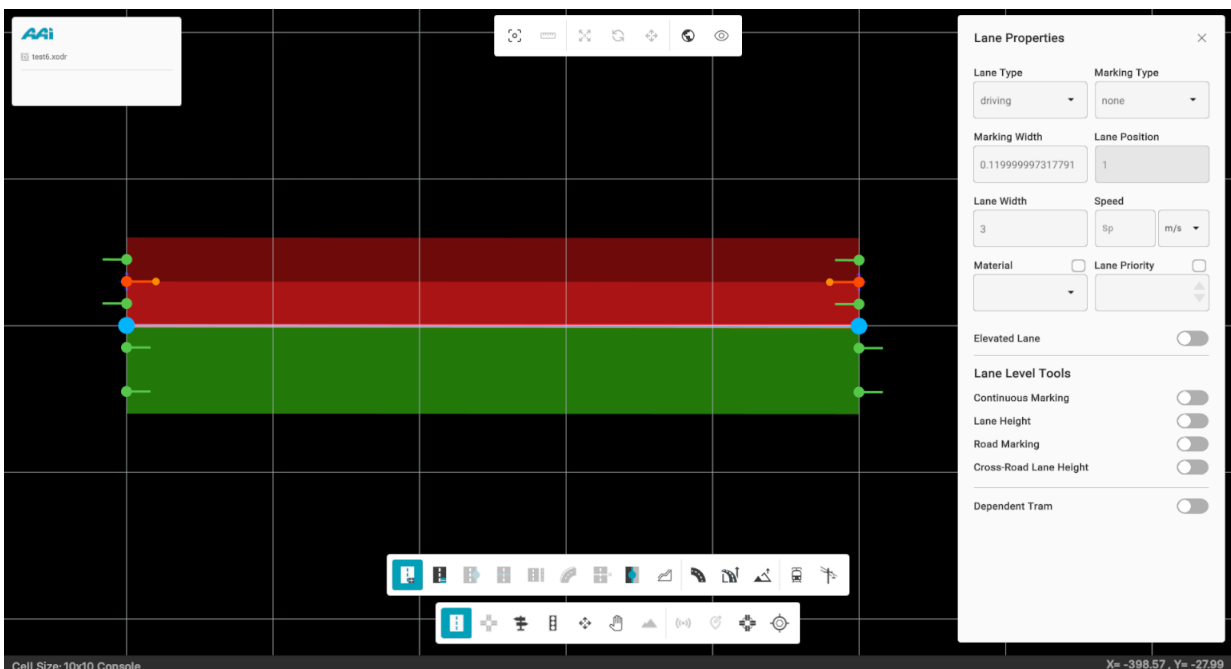 AAi
test6.xodr
Lane Properties
Lane Type Marking Type
driving none
Marking Width Lane Position
0.119999997317791 1
Lane Width Speed
3 Sp m/s
Material Lane Priority
Elevated Lane
Lane Level Tools
Continuous Marking
Lane Height
Road Marking
Cross-Road Lane Height
Dependent Tram
Cell Size: 10x10 Console X= -398.57 , Y= -27.99